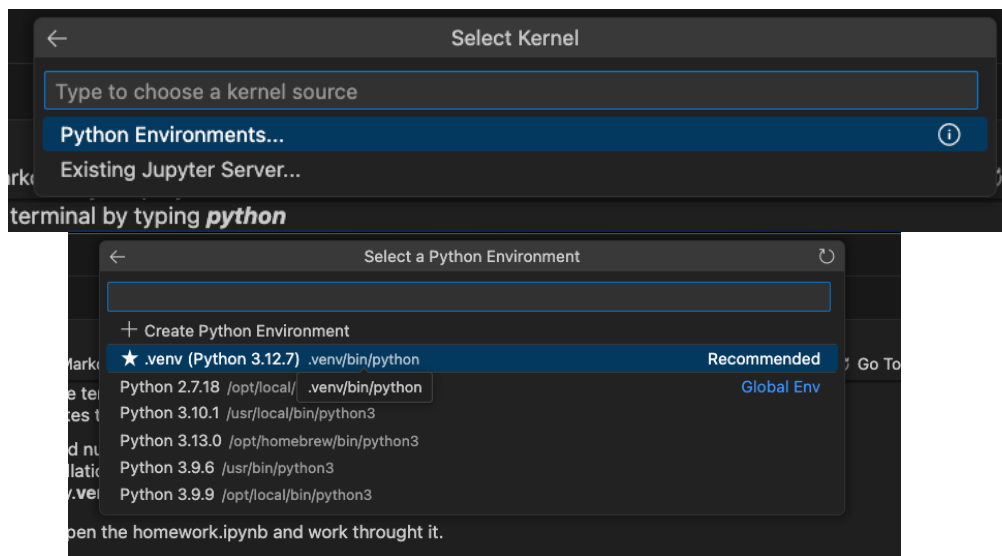 Select Kernel
Type to choose a kernel source
Python Environments...
Existing Jupyter Server...
terminal by typing python
Select a Python Environment
Create Python Environment
.venv (Python 3.12.7) .venv/bin/python Recommended
Go To
Python 2.7.18 /opt/local/ .venv/bin/python Global Env
Python 3.10.1 /usr/local/bin/python3
Python 3.13.0 /opt/homebrew/bin/python3
Python 3.9.6 /usr/bin/python3
Python 3.9.9 /opt/local/bin/python3
pen the homework.ipynb and work throught it.